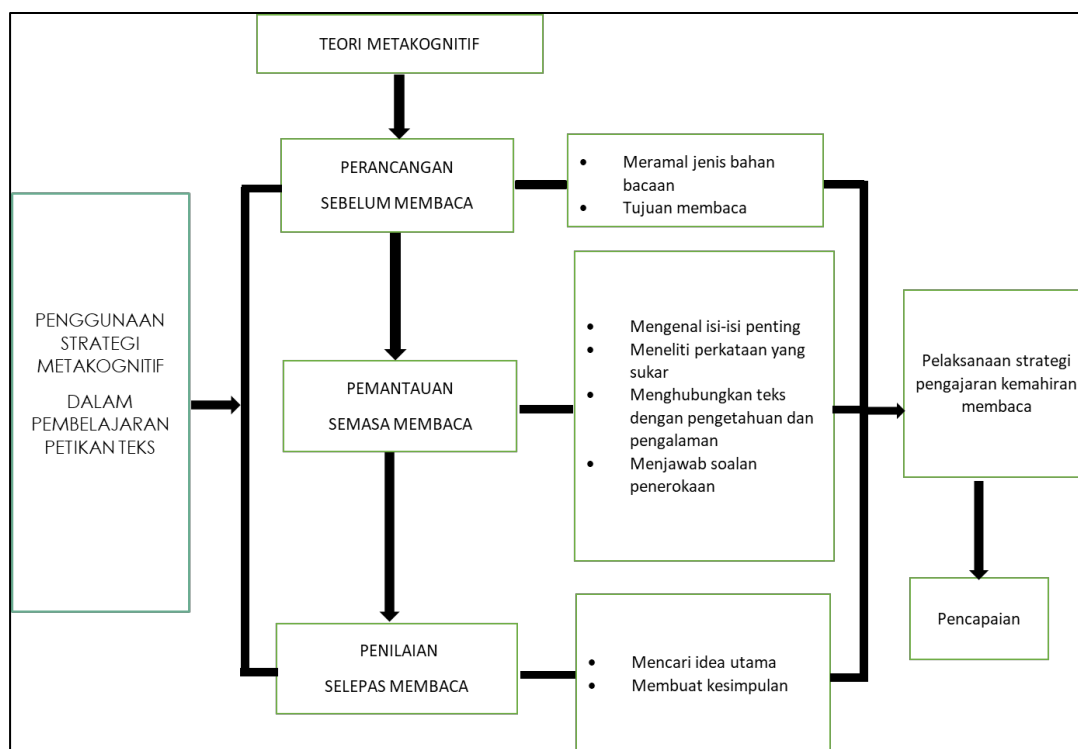 TEORI METAKOGNITIF
PERANCANGAN
SEBELUM MEMBACA
• Meramal jenis bahan
bacaan
• Tujuan membaca
PENGGUNAAN
STRATEGI
METAKOGNITIF
DALAM
PEMBELAJARAN
PETIKAN TEKS
PEMANTAUAN
SEMASA MEMBACA
• Mengenal isi-isi penting
• Meneliti perkataan yang
sukar
• Menghubungkan teks
dengan pengetahuan dan
pengalaman
• Menjawab soalan
penerokaan
Pelaksanaan strategi
pengajaran kemahiran
membaca
Pencapaian
PENILAIAN
SELEPAS MEMBACA
• Mencari idea utama
• Membuat kesimpulan